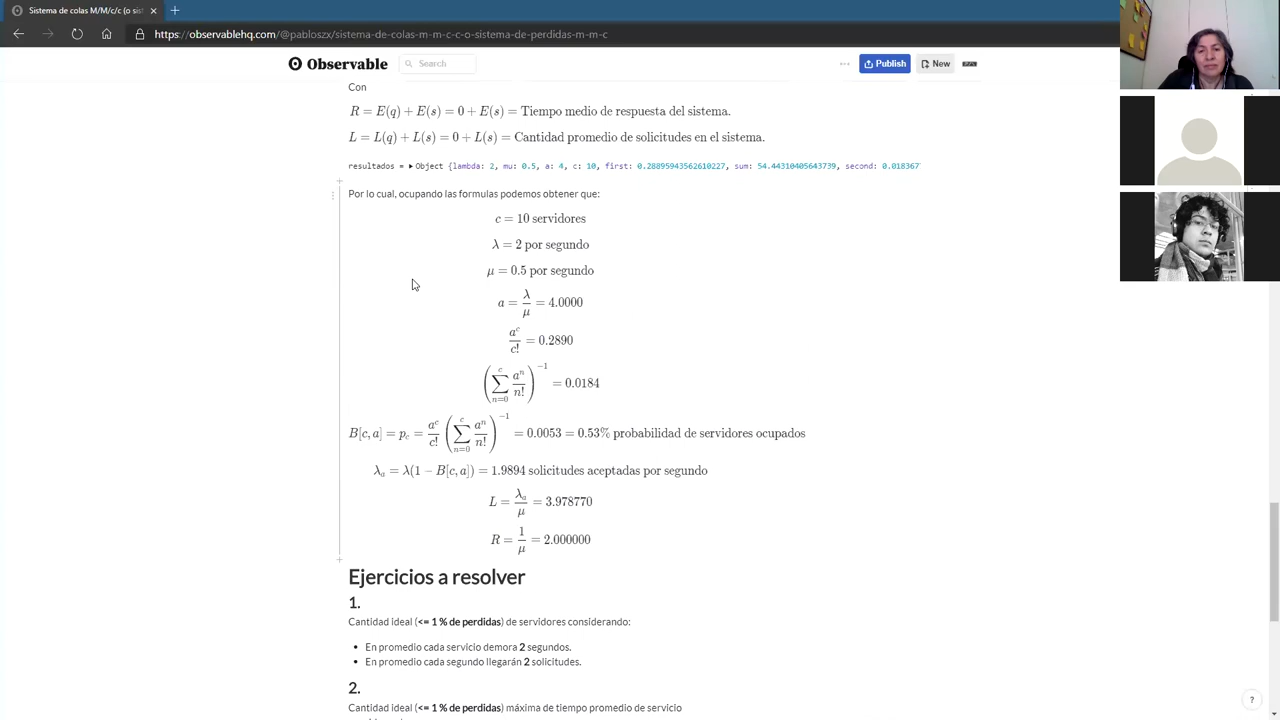 Sistema de colas M/M/c/c (o sist
https://observablehq.com/@pabloszx/sistema-de-colas-m-m-c-c-o-sistema-de-perdidas-m-m-c
Observable
Search
Publish
New
Con
R = E(q) + E(s) = 0 + E(s) = Tiempo medio de respuesta del sistema.
L = L(q) + L(s) = 0 + L(s) = Cantidad promedio de solicitudes en el sistema.
resultados = ▸ Object {lambda: 2, mu: 0.5, a: 4, c: 10, first: 0.28895943562610227, sum: 54.44310405643739, second: 0.018367
Por lo cual, ocupando las formulas podemos obtener que:
c = 10 servidores
λ = 2 por segundo
μ = 0.5 por segundo
a = λ/μ = 4.0000
a^c/c! = 0.2890
(∑_{n=0}^{c} a^n/n!)^{-1} = 0.0184
B[c, a] = p_c = a^c/c! (∑_{n=0}^{c} a^n/n!)^{-1} = 0.0053 = 0.53% probabilidad de servidores ocupados
λ_a = λ(1 − B[c, a]) = 1.9894 solicitudes aceptadas por segundo
L = λ_a/μ = 3.978770
R = 1/μ = 2.000000
Ejercicios a resolver
1.
Cantidad ideal (<= 1 % de perdidas) de servidores considerando:
• En promedio cada servicio demora 2 segundos.
• En promedio cada segundo llegarán 2 solicitudes.
2.
Cantidad ideal (<= 1 % de perdidas) máxima de tiempo promedio de servicio
?